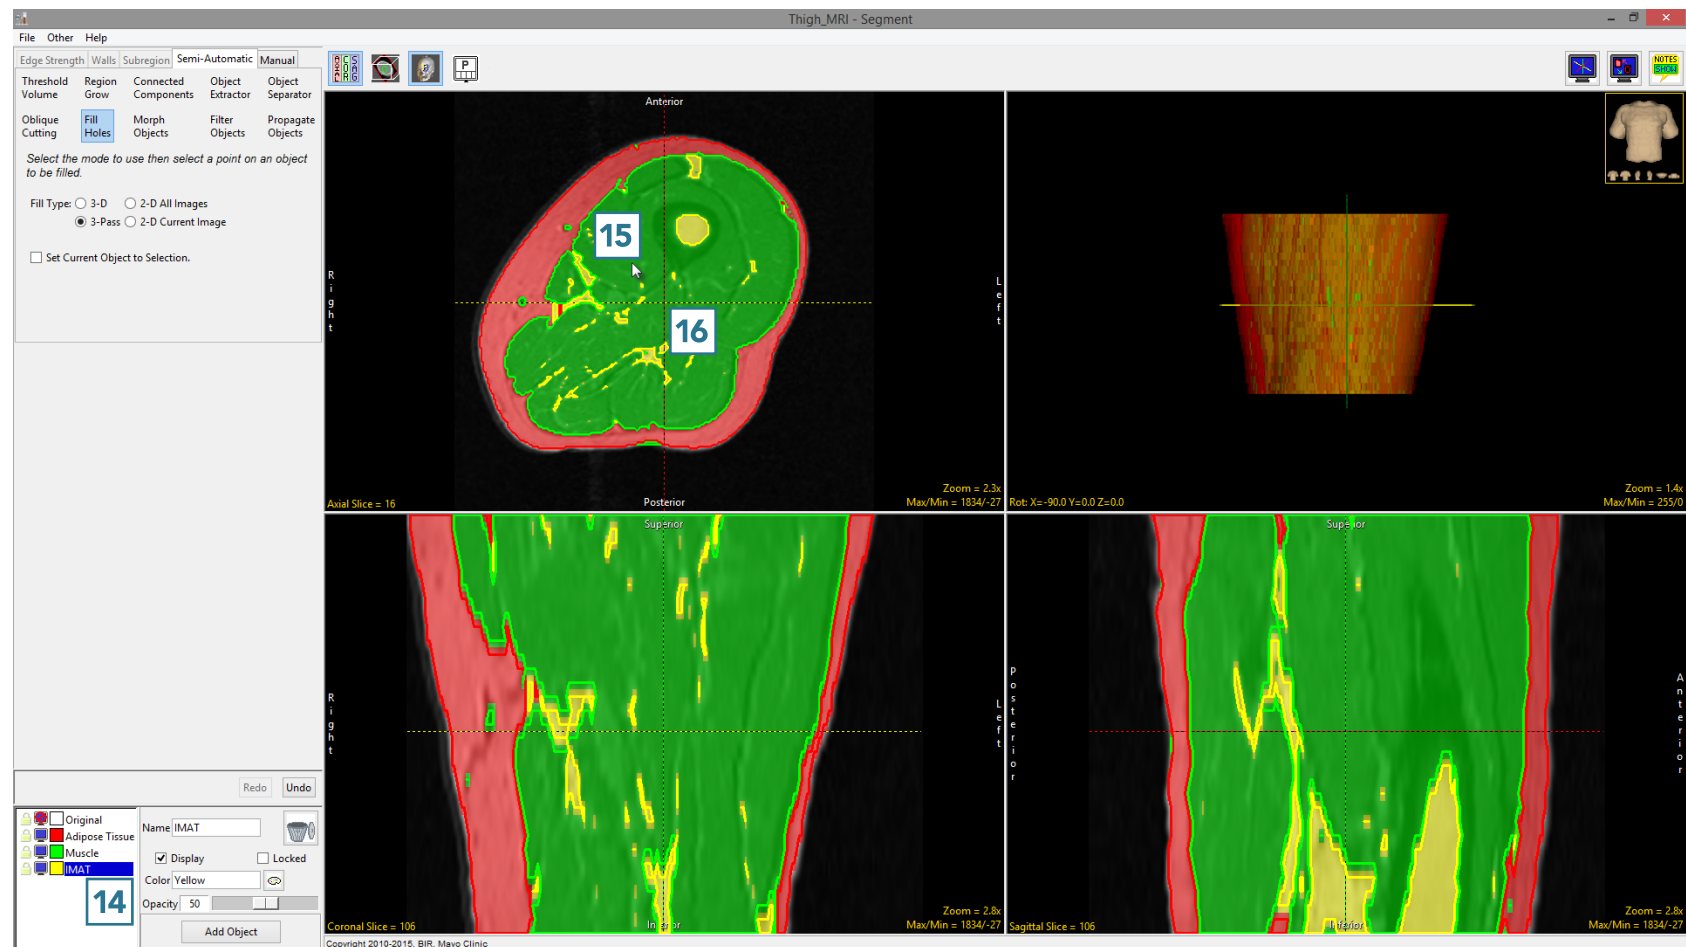 Thigh_MRI - Segment
File Other Help
Edge Strength Walls Subregion Semi-Automatic Manual
Threshold Volume
Region Grow
Connected Components
Object Extractor
Object Separator
Oblique Cutting
Fill Holes
Morph Objects
Filter Objects
Propagate Objects
Select the mode to use then select a point on an object
to be filled.
Fill Type: 3-D 2-D All Images
3-Pass 2-D Current Image
Set Current Object to Selection.
P
NOTES
SHOW
Anterior
Right
Left
15
16
Axial Slice = 16
Posterior
Zoom = 2.3x
Max/Min = 1834/-27
Rot: X=-90.0 Y=0.0 Z=0.0
Zoom = 1.4x
Max/Min = 255/0
Superior
Right
Left
Coronal Slice = 106
Inferior
Zoom = 2.8x
Max/Min = 1834/-27
Superior
Posterior
Anterior
Sagittal Slice = 106
Inferior
Zoom = 2.8x
Max/Min = 1834/-27
Redo Undo
Original
Adipose Tissue
Muscle
IMAT
14
Name IMAT
Display Locked
Color Yellow
Opacity 50
Add Object
Copyright 2010-2015, BIR, Mayo Clinic